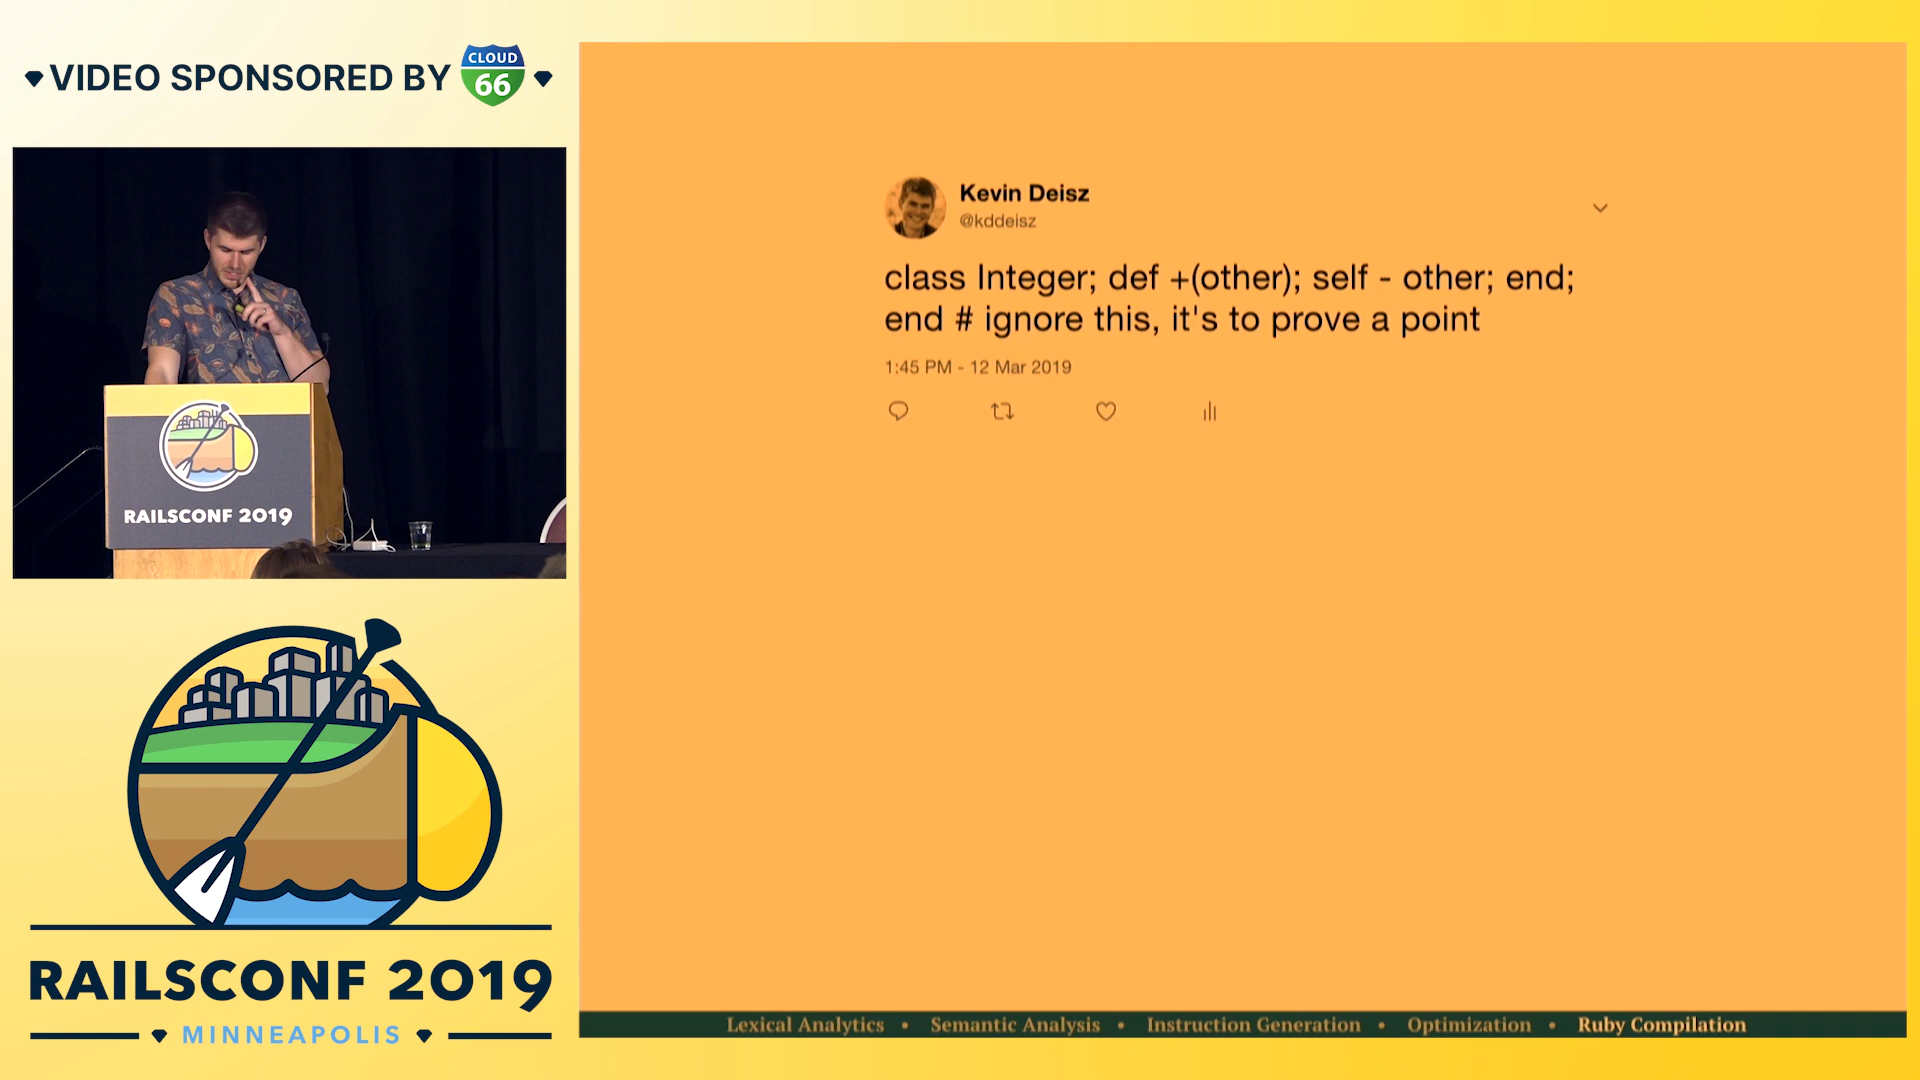 VIDEO SPONSORED BY
CLOUD
66
RAILSCONF 2019
RAILSCONF 2019
MINNEAPOLIS
Kevin Deisz
@kddeisz
class Integer; def +(other); self - other; end;
end # ignore this, it's to prove a point
1:45 PM - 12 Mar 2019
Lexical Analytics • Semantic Analysis • Instruction Generation • Optimization • Ruby Compilation